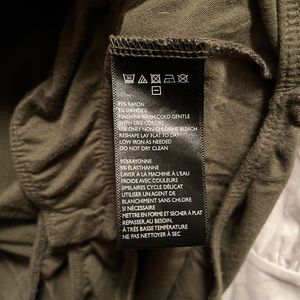 95% RAYON
5% SPANDEX
MACHINE WASH COLD GENTLE
WITH LIKE COLORS
USE ONLY NON-CHLORINE BLEACH
RESHAPE LAY FLAT TO DRY
LOW IRON AS NEEDED
DO NOT DRY CLEAN
95% RAYONNE
5% ÉLASTHANNE
LAVER À LA MACHINE À L'EAU
FROIDE AVEC COULEURS
SIMILAIRES CYCLE DÉLICAT
UTILISER UN AGENT DE
BLANCHIMENT SANS CHLORE
SI NÉCESSAIRE
METTRE EN FORME ET SÉCHER À PLAT
REPASSER AU BESOIN
À TRÈS BASSE TEMPÉRATURE
NE PAS NETTOYER À SEC